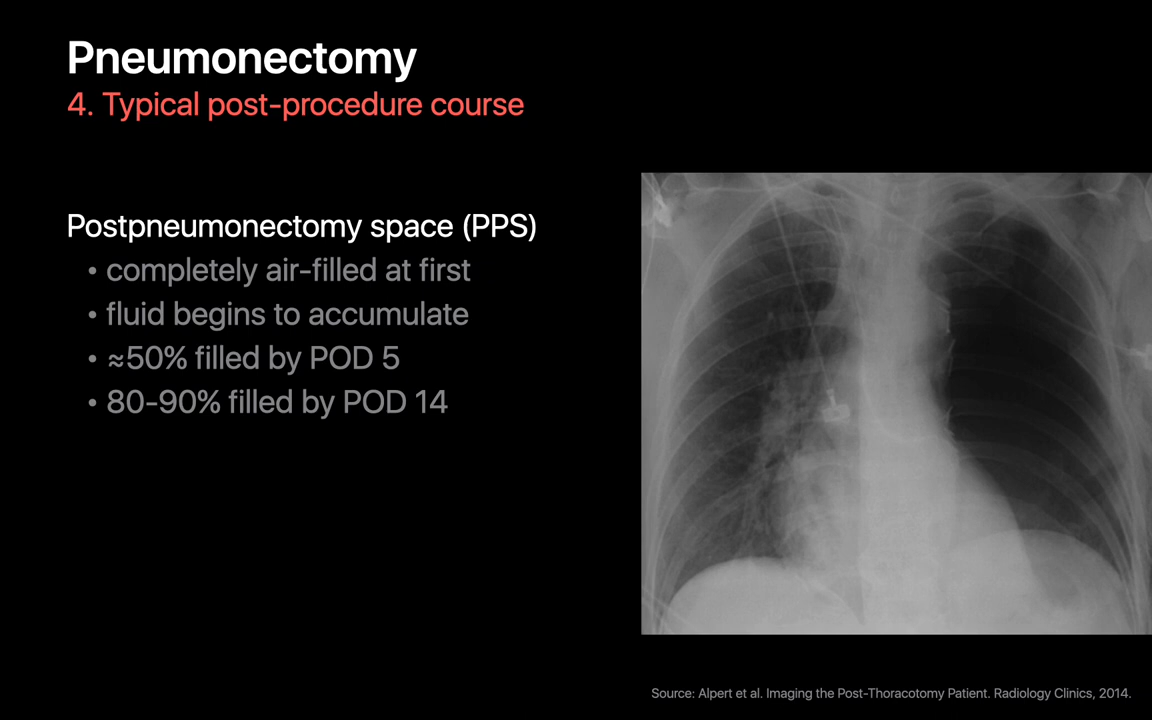 Pneumonectomy
4. Typical post-procedure course
Postpneumonectomy space (PPS)
• completely air-filled at first
• fluid begins to accumulate
• ≈50% filled by POD 5
• 80-90% filled by POD 14
Source: Alpert et al. Imaging the Post-Thoracotomy Patient. Radiology Clinics, 2014.